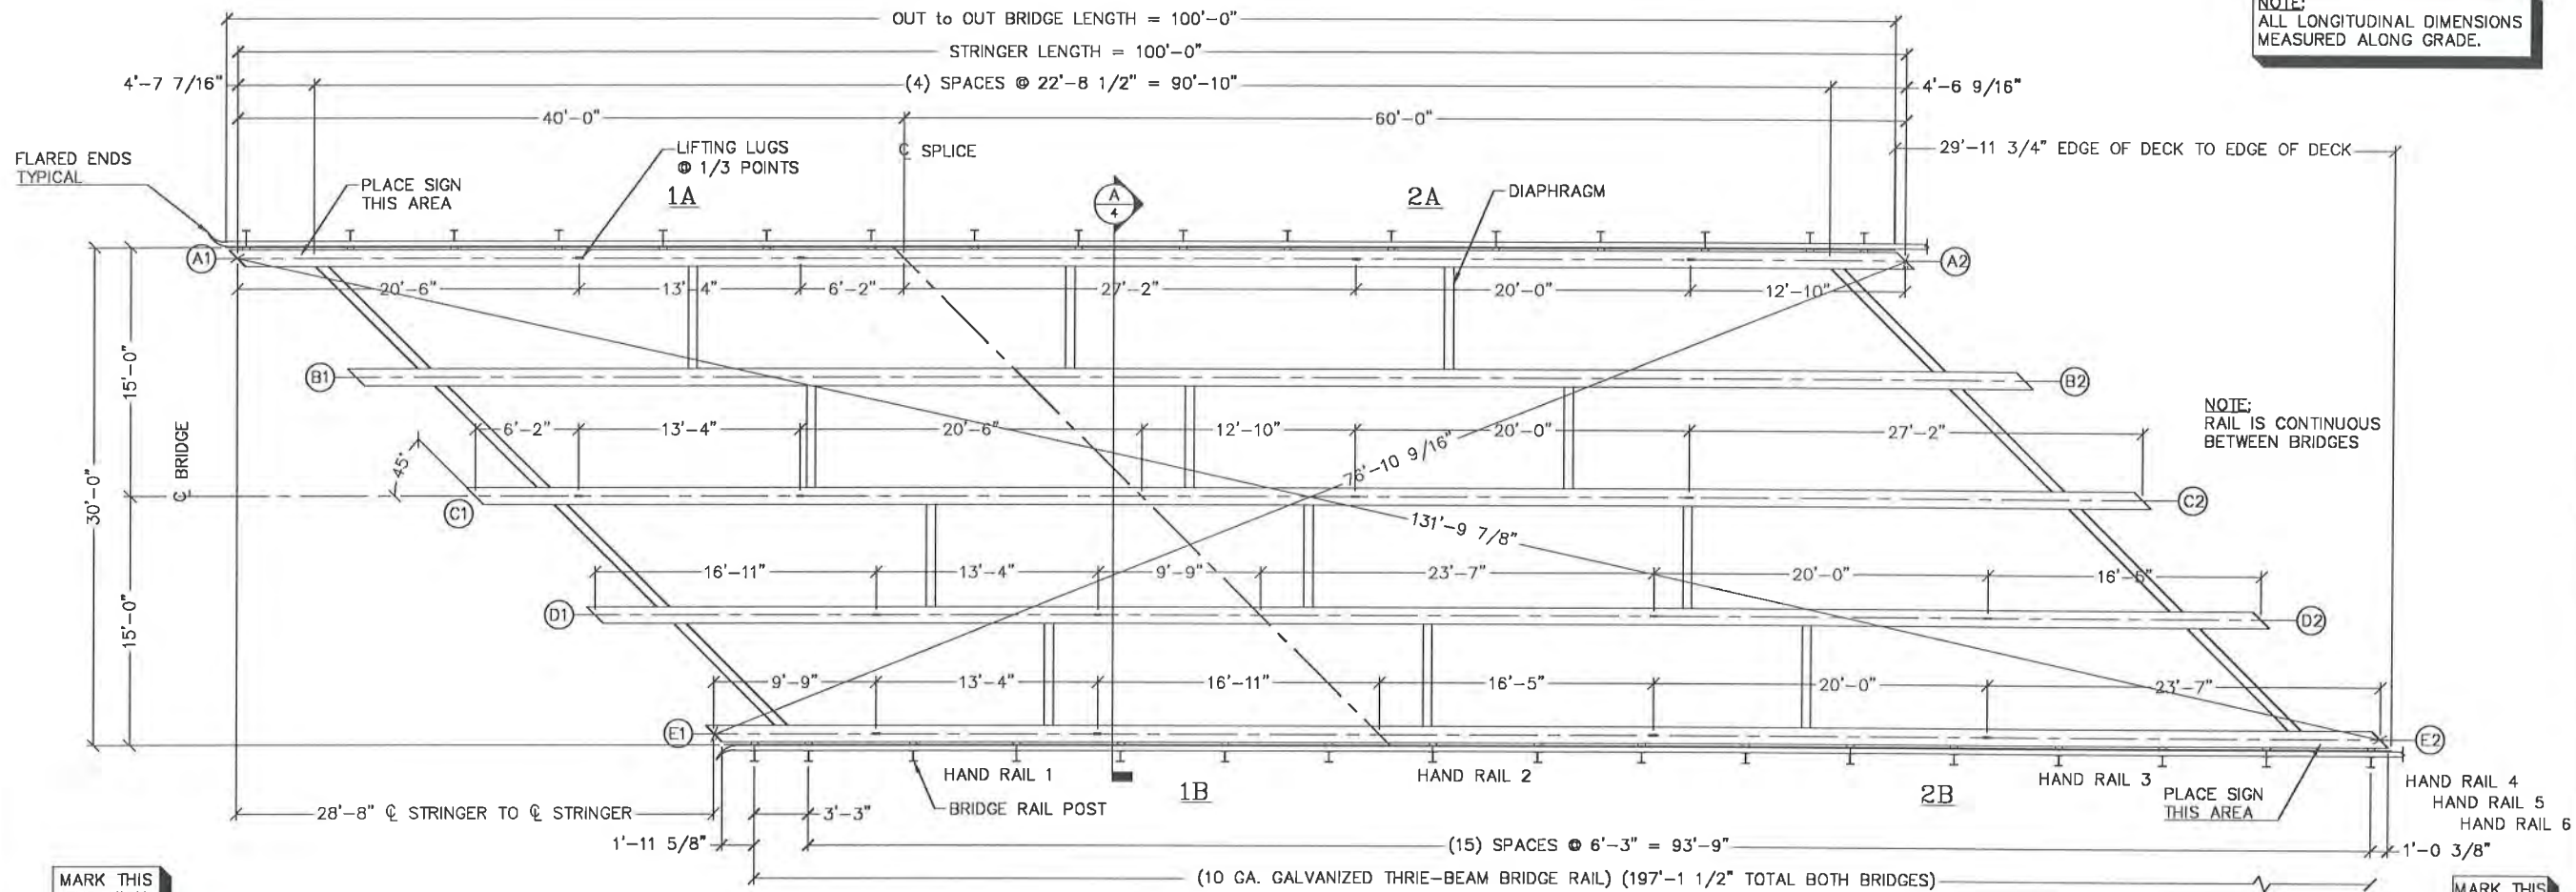 OUT to OUT BRIDGE LENGTH = 100'-0"
NOTE:
ALL LONGITUDINAL DIMENSIONS
MEASURED ALONG GRADE.
STRINGER LENGTH = 100'-0"
4'-7 7/16"
(4) SPACES @ 22'-8 1/2" = 90'-10"
4'-6 9/16"
40'-0"
60'-0"
29'-11 3/4" EDGE OF DECK TO EDGE OF DECK
FLARED ENDS
TYPICAL
PLACE SIGN
THIS AREA
LIFTING LUGS
@ 1/3 POINTS
℄ SPLICE
1A
A
4
2A
DIAPHRAGM
A1
A2
20'-6"
13'-4"
6'-2"
27'-2"
20'-0"
12'-10"
15'-0"
B1
B2
NOTE:
RAIL IS CONTINUOUS
BETWEEN BRIDGES
℄ BRIDGE
45°
6'-2"
13'-4"
20'-6"
12'-10"
20'-0"
27'-2"
76'-10 9/16"
30'-0"
C1
C2
131'-9 7/8"
15'-0"
16'-11"
13'-4"
9'-9"
23'-7"
20'-0"
D1
D2
9'-9"
13'-4"
16'-11"
16'-5"
20'-0"
23'-7"
E1
E2
HAND RAIL 1
1B
HAND RAIL 2
2B
HAND RAIL 3
PLACE SIGN
THIS AREA
HAND RAIL 4
HAND RAIL 5
HAND RAIL 6
28'-8" ℄ STRINGER TO ℄ STRINGER
3'-3"
BRIDGE RAIL POST
1'-11 5/8"
(15) SPACES @ 6'-3" = 93'-9"
1'-0 3/8"
MARK THIS
(10 GA. GALVANIZED THRIE-BEAM BRIDGE RAIL) (197'-1 1/2" TOTAL BOTH BRIDGES)
MARK THIS